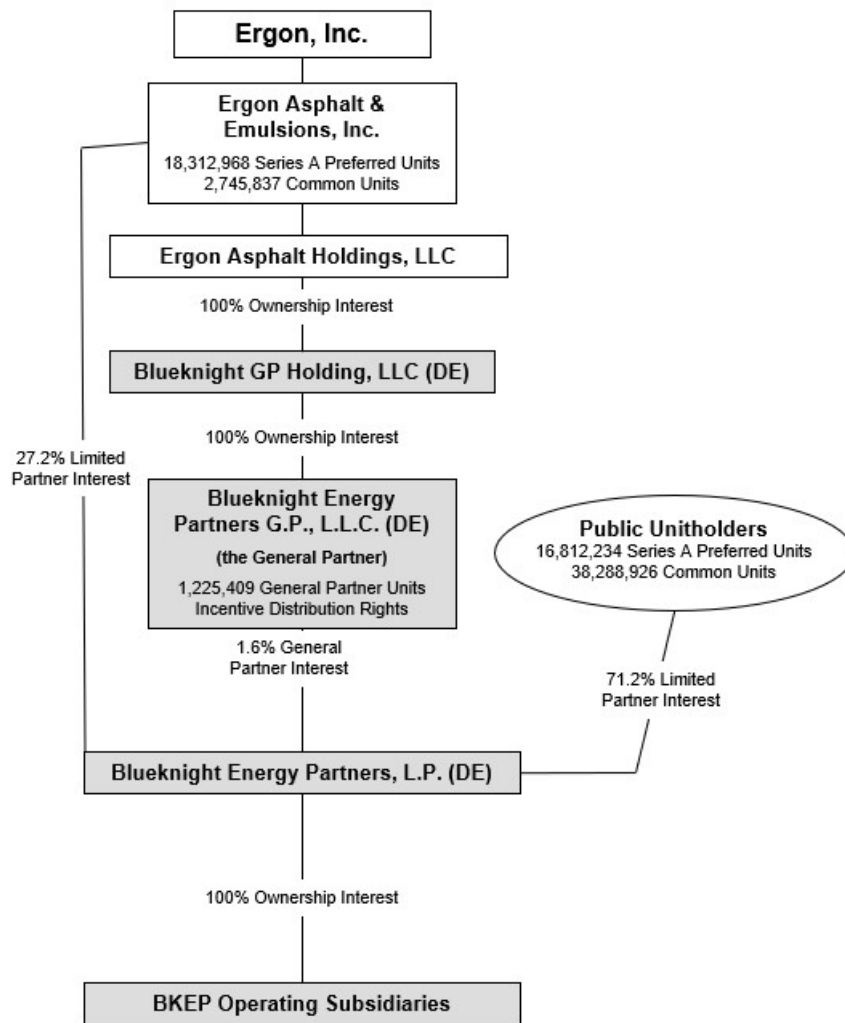 Ergon, Inc.
Ergon Asphalt &
Emulsions, Inc.
18,312,968 Series A Preferred Units
2,745,837 Common Units
Ergon Asphalt Holdings, LLC
100% Ownership Interest
Blueknight GP Holding, LLC (DE)
100% Ownership Interest
27.2% Limited
Partner Interest
Blueknight Energy
Partners G.P., L.L.C. (DE)
(the General Partner)
1,225,409 General Partner Units
Incentive Distribution Rights
Public Unitholders
16,812,234 Series A Preferred Units
38,288,926 Common Units
1.6% General
Partner Interest
71.2% Limited
Partner Interest
Blueknight Energy Partners, L.P. (DE)
100% Ownership Interest
BKEP Operating Subsidiaries